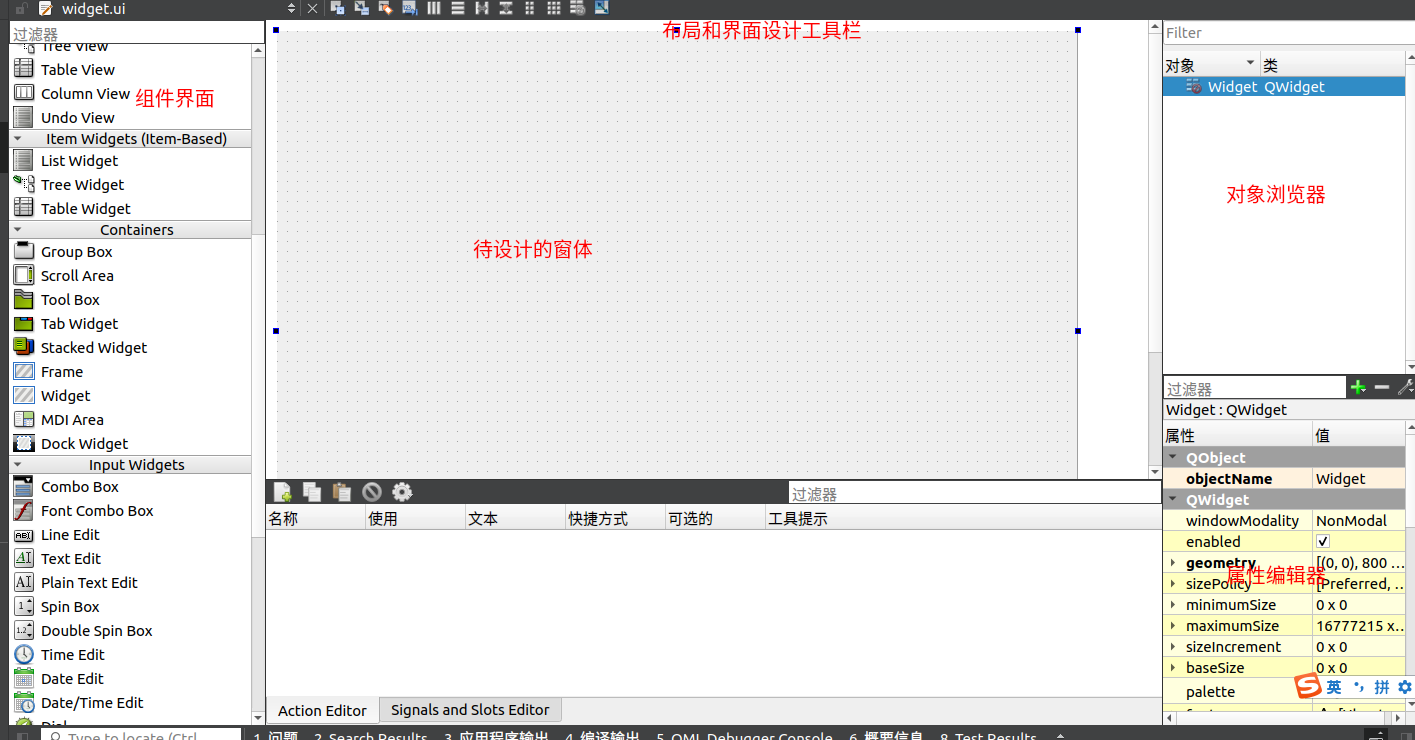 widget.ui
布局和界面设计工具栏
过滤器
Tree View
Table View
Column View
组件界面
Undo View
Item Widgets (Item-Based)
List Widget
Tree Widget
Table Widget
Containers
Group Box
Scroll Area
Tool Box
Tab Widget
Stacked Widget
Frame
Widget
MDI Area
Dock Widget
Input Widgets
Combo Box
Font Combo Box
Line Edit
Text Edit
Plain Text Edit
Spin Box
Double Spin Box
Time Edit
Date Edit
Date/Time Edit
Dial
待设计的窗体
过滤器
名称 使用 文本 快捷方式 可选的 工具提示
Action Editor Signals and Slots Editor
Filter
对象 类
Widget QWidget
对象浏览器
过滤器
Widget : QWidget
属性 值
QObject
objectName Widget
QWidget
windowModality NonModal
enabled
geometry [(0, 0), 800 ...
属性编辑器
sizePolicy [Preferred, ...
minimumSize 0 x 0
maximumSize 16777215 x...
sizeIncrement 0 x 0
baseSize 0 x 0
palette
英 拼
Type to locate (Ctrl
1 问题 2 Search Results 3 应用程序输出 4 编译输出 5 QML Debugger Console 6 概要信息 8 Test Results